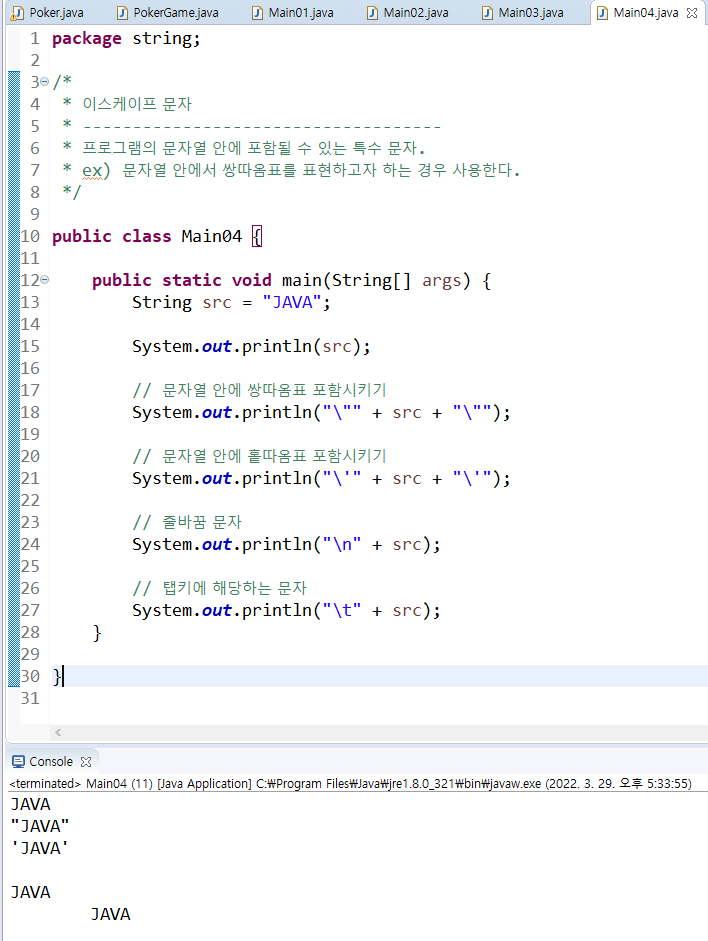 Poker.java PokerGame.java Main01.java Main02.java Main03.java Main04.java
1 package string;
2
3 /*
4  * 이스케이프 문자
5  * ------------------------------------
6  * 프로그램의 문자열 안에 포함될 수 있는 특수 문자.
7  * ex) 문자열 안에서 쌍따옴표를 표현하고자 하는 경우 사용한다.
8  */
9
10 public class Main04 {
11
12     public static void main(String[] args) {
13         String src = "JAVA";
14
15         System.out.println(src);
16
17         // 문자열 안에 쌍따옴표 포함시키기
18         System.out.println("\"" + src + "\"");
19
20         // 문자열 안에 홑따옴표 포함시키기
21         System.out.println("\'" + src + "\'");
22
23         // 줄바꿈 문자
24         System.out.println("\n" + src);
25
26         // 탭키에 해당하는 문자
27         System.out.println("\t" + src);
28     }
29
30 }
31
Console
<terminated> Main04 (11) [Java Application] C:₩Program Files₩Java₩jre1.8.0_321₩bin₩javaw.exe (2022. 3. 29. 오후 5:33:55)
JAVA
"JAVA"
'JAVA'

JAVA
        JAVA